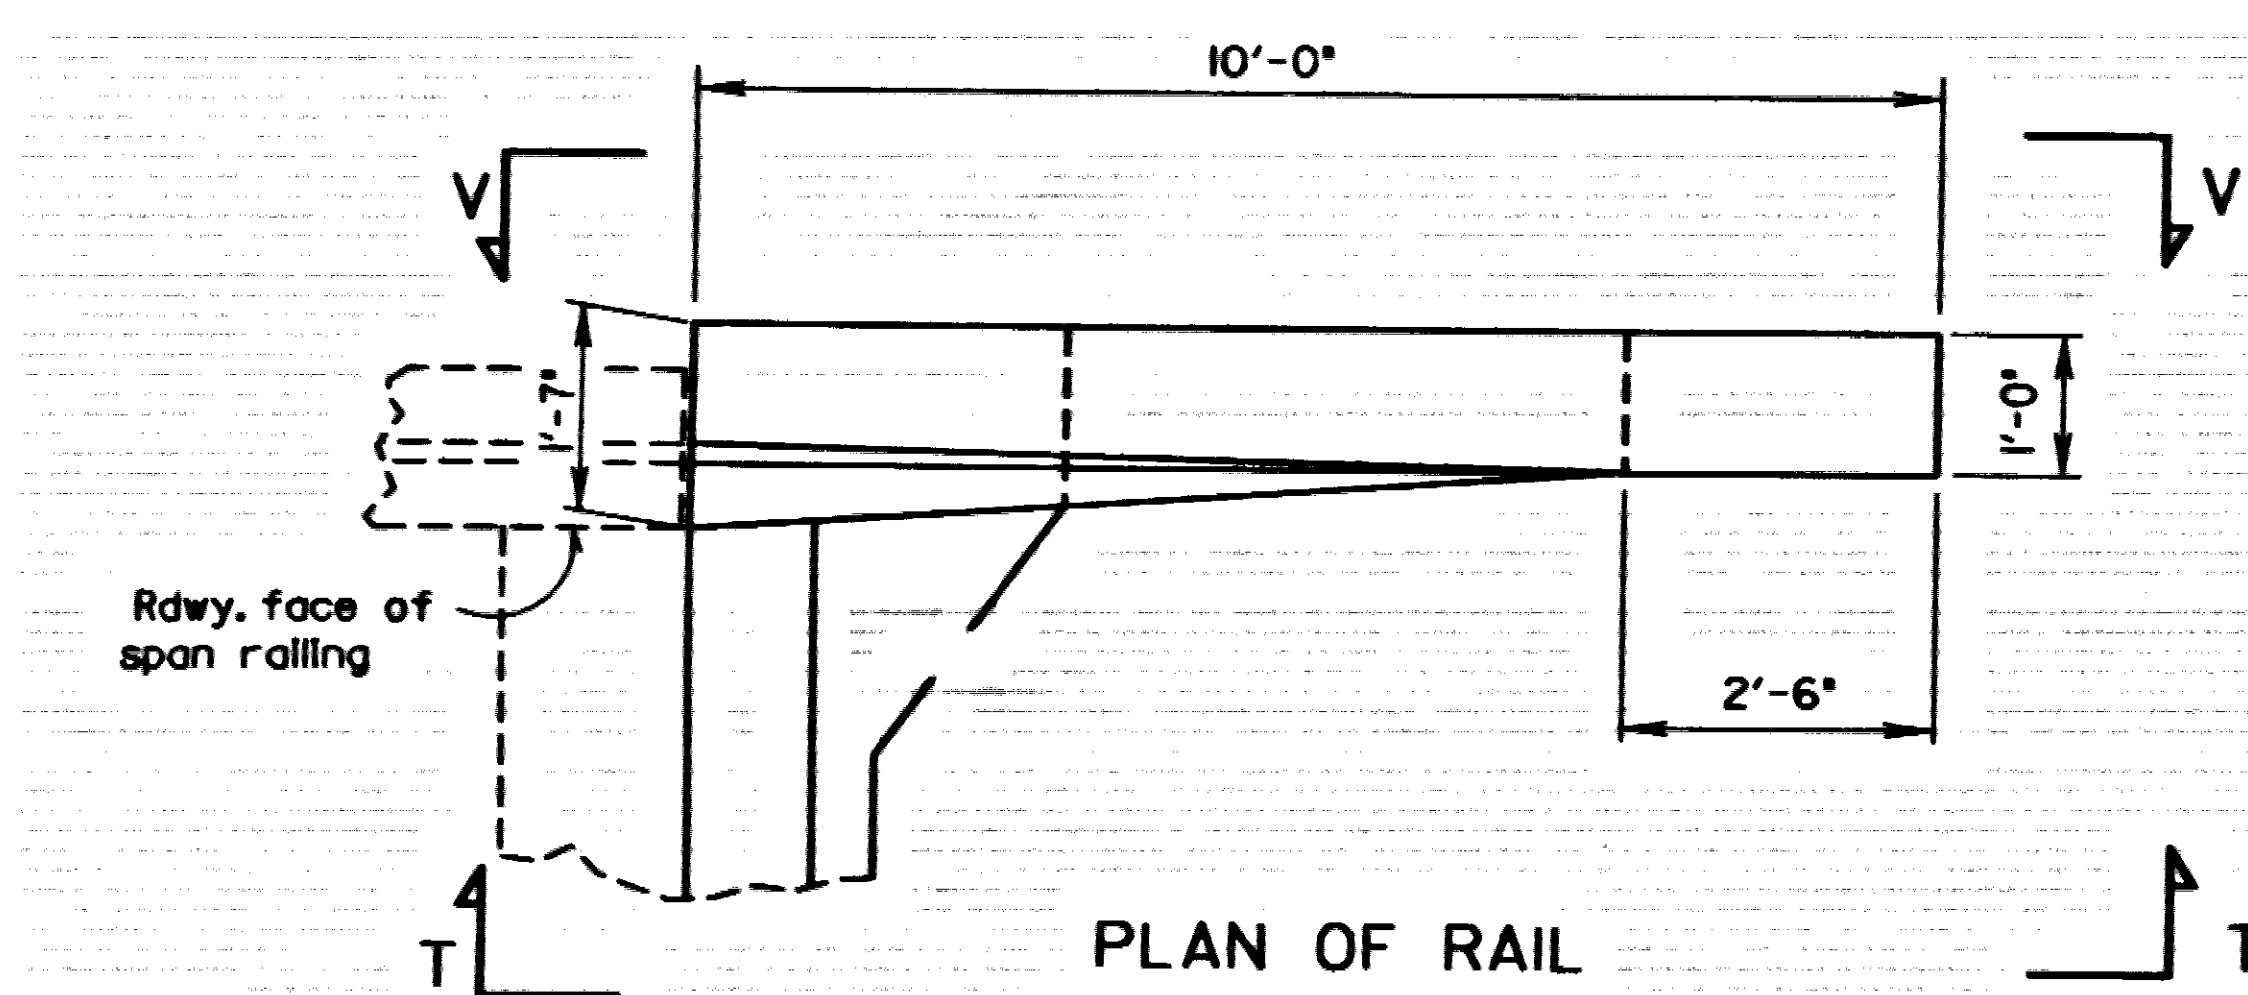 10'-0"
V
V
1'-7"
1'-0"
Rdwy. face of
span railing
2'-6"
PLAN OF RAIL
T
T